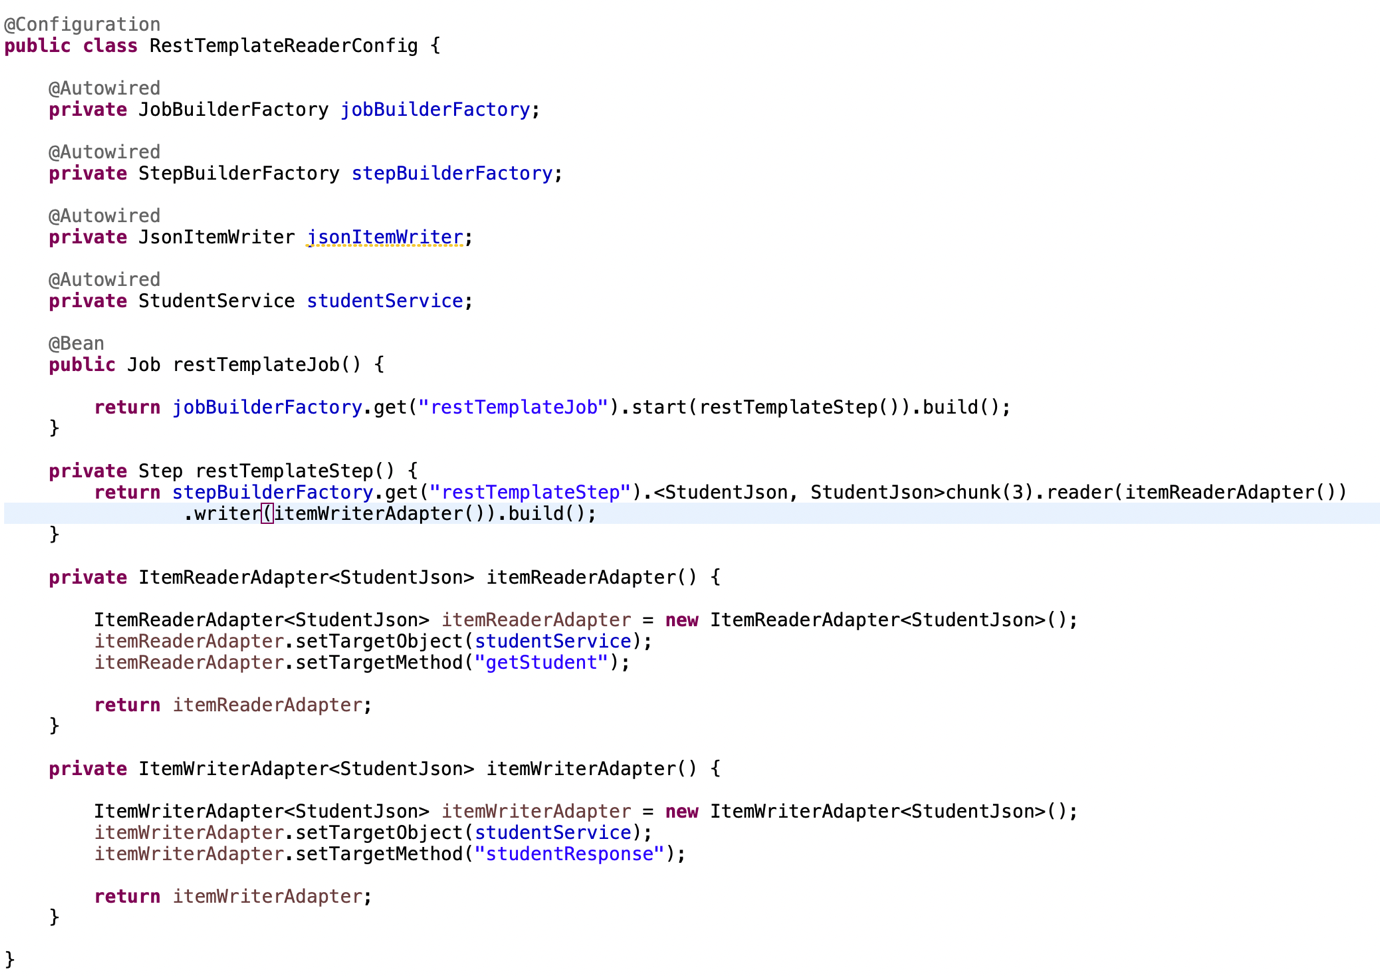 @Configuration
public class RestTemplateReaderConfig {
@Autowired
private JobBuilderFactory jobBuilderFactory;
@Autowired
private StepBuilderFactory stepBuilderFactory;
@Autowired
private JsonItemWriter jsonItemWriter;
@Autowired
private StudentService studentService;
@Bean
public Job restTemplateJob() {
return jobBuilderFactory.get("restTemplateJob").start(restTemplateStep()).build();
}
private Step restTemplateStep() {
return stepBuilderFactory.get("restTemplateStep").<StudentJson, StudentJson>chunk(3).reader(itemReaderAdapter())
.writer(itemWriterAdapter()).build();
}
private ItemReaderAdapter<StudentJson> itemReaderAdapter() {
ItemReaderAdapter<StudentJson> itemReaderAdapter = new ItemReaderAdapter<StudentJson>();
itemReaderAdapter.setTargetObject(studentService);
itemReaderAdapter.setTargetMethod("getStudent");
return itemReaderAdapter;
}
private ItemWriterAdapter<StudentJson> itemWriterAdapter() {
ItemWriterAdapter<StudentJson> itemWriterAdapter = new ItemWriterAdapter<StudentJson>();
itemWriterAdapter.setTargetObject(studentService);
itemWriterAdapter.setTargetMethod("studentResponse");
return itemWriterAdapter;
}
}